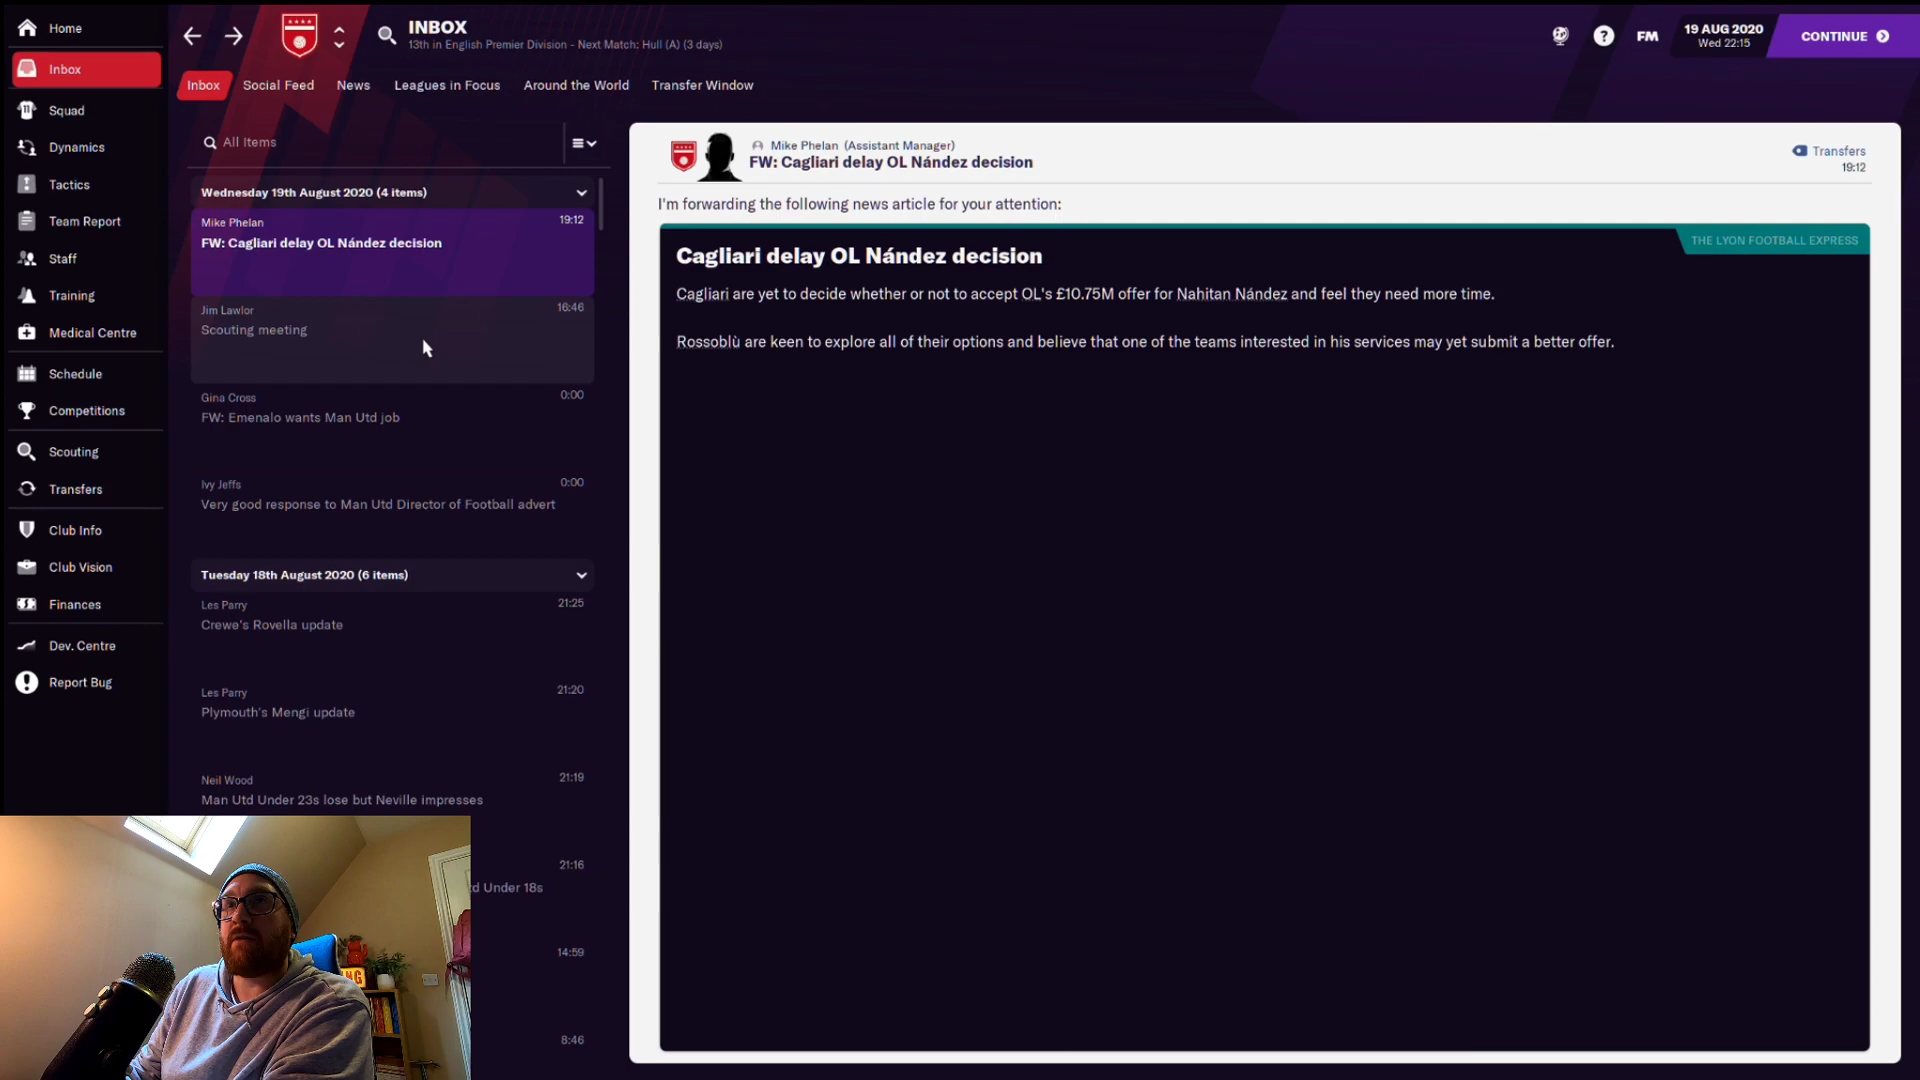 Home
Inbox
Squad
Dynamics
Tactics
Team Report
Staff
Training
Medical Centre
Schedule
Competitions
Scouting
Transfers
Club Info
Club Vision
Finances
Dev. Centre
Report Bug
INBOX
13th in English Premier Division - Next Match: Hull (A) (3 days)
FM
19 AUG 2020
Wed 22:15
CONTINUE
Inbox
Social Feed
News
Leagues in Focus
Around the World
Transfer Window
All Items
Wednesday 19th August 2020 (4 items)
Mike Phelan
19:12
FW: Cagliari delay OL Nández decision
Jim Lawlor
16:46
Scouting meeting
Gina Cross
0:00
FW: Emenalo wants Man Utd job
Ivy Jeffs
0:00
Very good response to Man Utd Director of Football advert
Tuesday 18th August 2020 (6 items)
Les Parry
21:25
Crewe's Rovella update
Les Parry
21:20
Plymouth's Mengi update
Neil Wood
21:19
Man Utd Under 23s lose but Neville impresses
21:16
d Under 18s
14:59
8:46
Mike Phelan (Assistant Manager)
FW: Cagliari delay OL Nández decision
Transfers
19:12
I'm forwarding the following news article for your attention:
THE LYON FOOTBALL EXPRESS
Cagliari delay OL Nández decision
Cagliari are yet to decide whether or not to accept OL's £10.75M offer for Nahitan Nández and feel they need more time.
Rossoblù are keen to explore all of their options and believe that one of the teams interested in his services may yet submit a better offer.
NG